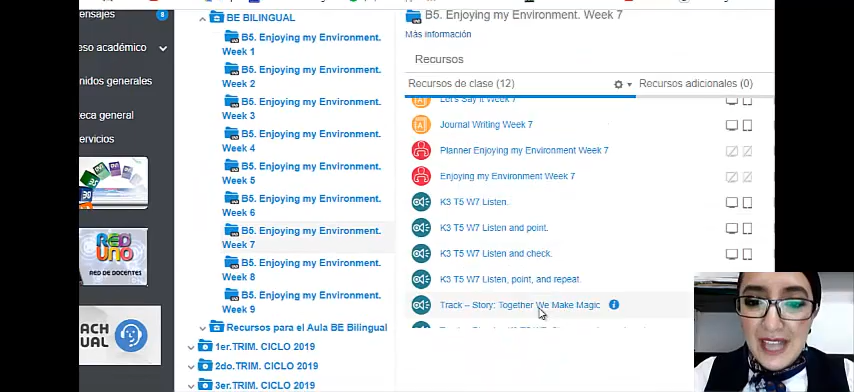 ensajes
8
eso académico
nidos generales
teca general
ervicios
RED
UNO
RED DE DOCENTES
ACH
UAL
BE BILINGUAL
B5. Enjoying my Environment.
Week 1
B5. Enjoying my Environment.
Week 2
B5. Enjoying my Environment.
Week 3
B5. Enjoying my Environment.
Week 4
B5. Enjoying my Environment.
Week 5
B5. Enjoying my Environment.
Week 6
B5. Enjoying my Environment.
Week 7
B5. Enjoying my Environment.
Week 8
B5. Enjoying my Environment.
Week 9
Recursos para el Aula BE Bilingual
1er.TRIM. CICLO 2019
2do.TRIM. CICLO 2019
3er.TRIM. CICLO 2019
B5. Enjoying my Environment. Week 7
Más información
Recursos
Recursos de clase (12)
Recursos adicionales (0)
Let's Say It Week 7
Journal Writing Week 7
Planner Enjoying my Environment Week 7
Enjoying my Environment Week 7
K3 T5 W7 Listen.
K3 T5 W7 Listen and point.
K3 T5 W7 Listen and check.
K3 T5 W7 Listen, point, and repeat.
Track – Story: Together We Make Magic